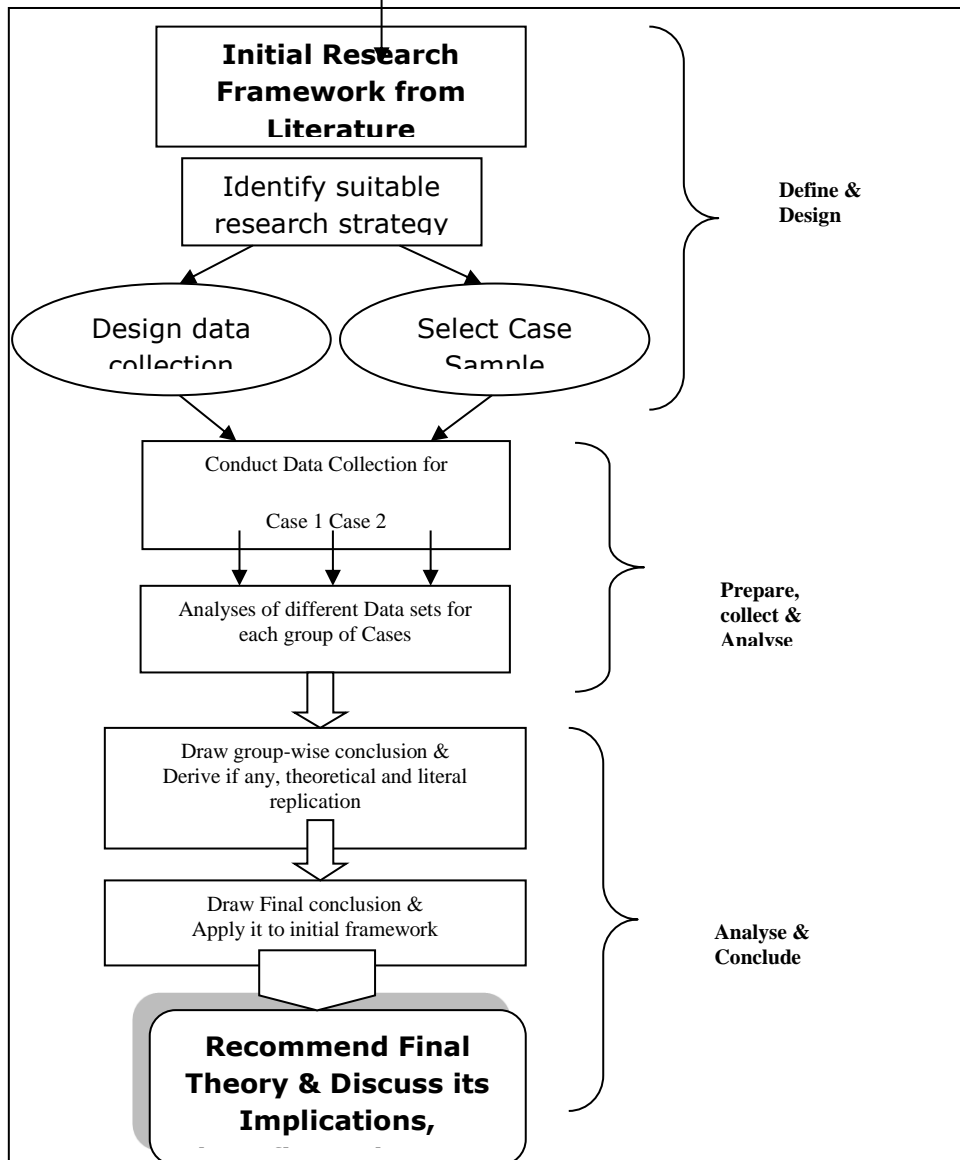 Initial Research
Framework from
Literature
Identify suitable
research strategy
Define &
Design
Design data
collection
Select Case
Sample
Conduct Data Collection for
Case 1 Case 2
Analyses of different Data sets for
each group of Cases
Prepare,
collect &
Analyse
Draw group-wise conclusion &
Derive if any, theoretical and literal
replication
Draw Final conclusion &
Apply it to initial framework
Analyse &
Conclude
Recommend Final
Theory & Discuss its
Implications,